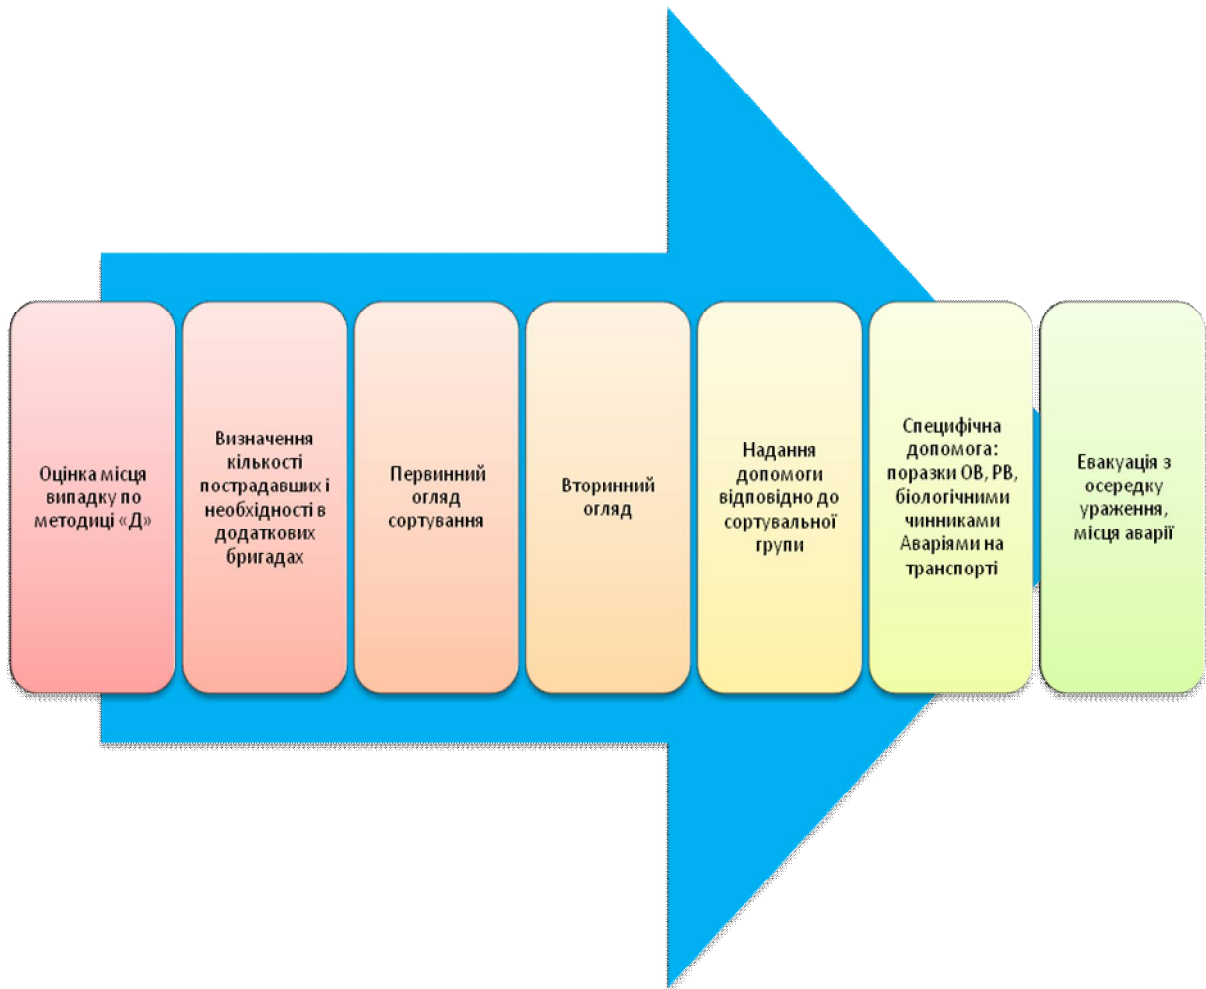 Оцінка місця
випадку по
методиці «Д»
Визначення
кількості
пострадавших і
необхідності в
додаткових
бригадах
Первинний
огляд
сортування
Вторинний
огляд
Надання
допомоги
відповідно до
сортувальної
групи
Специфічна
допомога:
поразки ОВ, РВ,
біологічними
чинниками
Аваріями на
транспорті
Евакуація з
осередку
ураження,
місця аварії